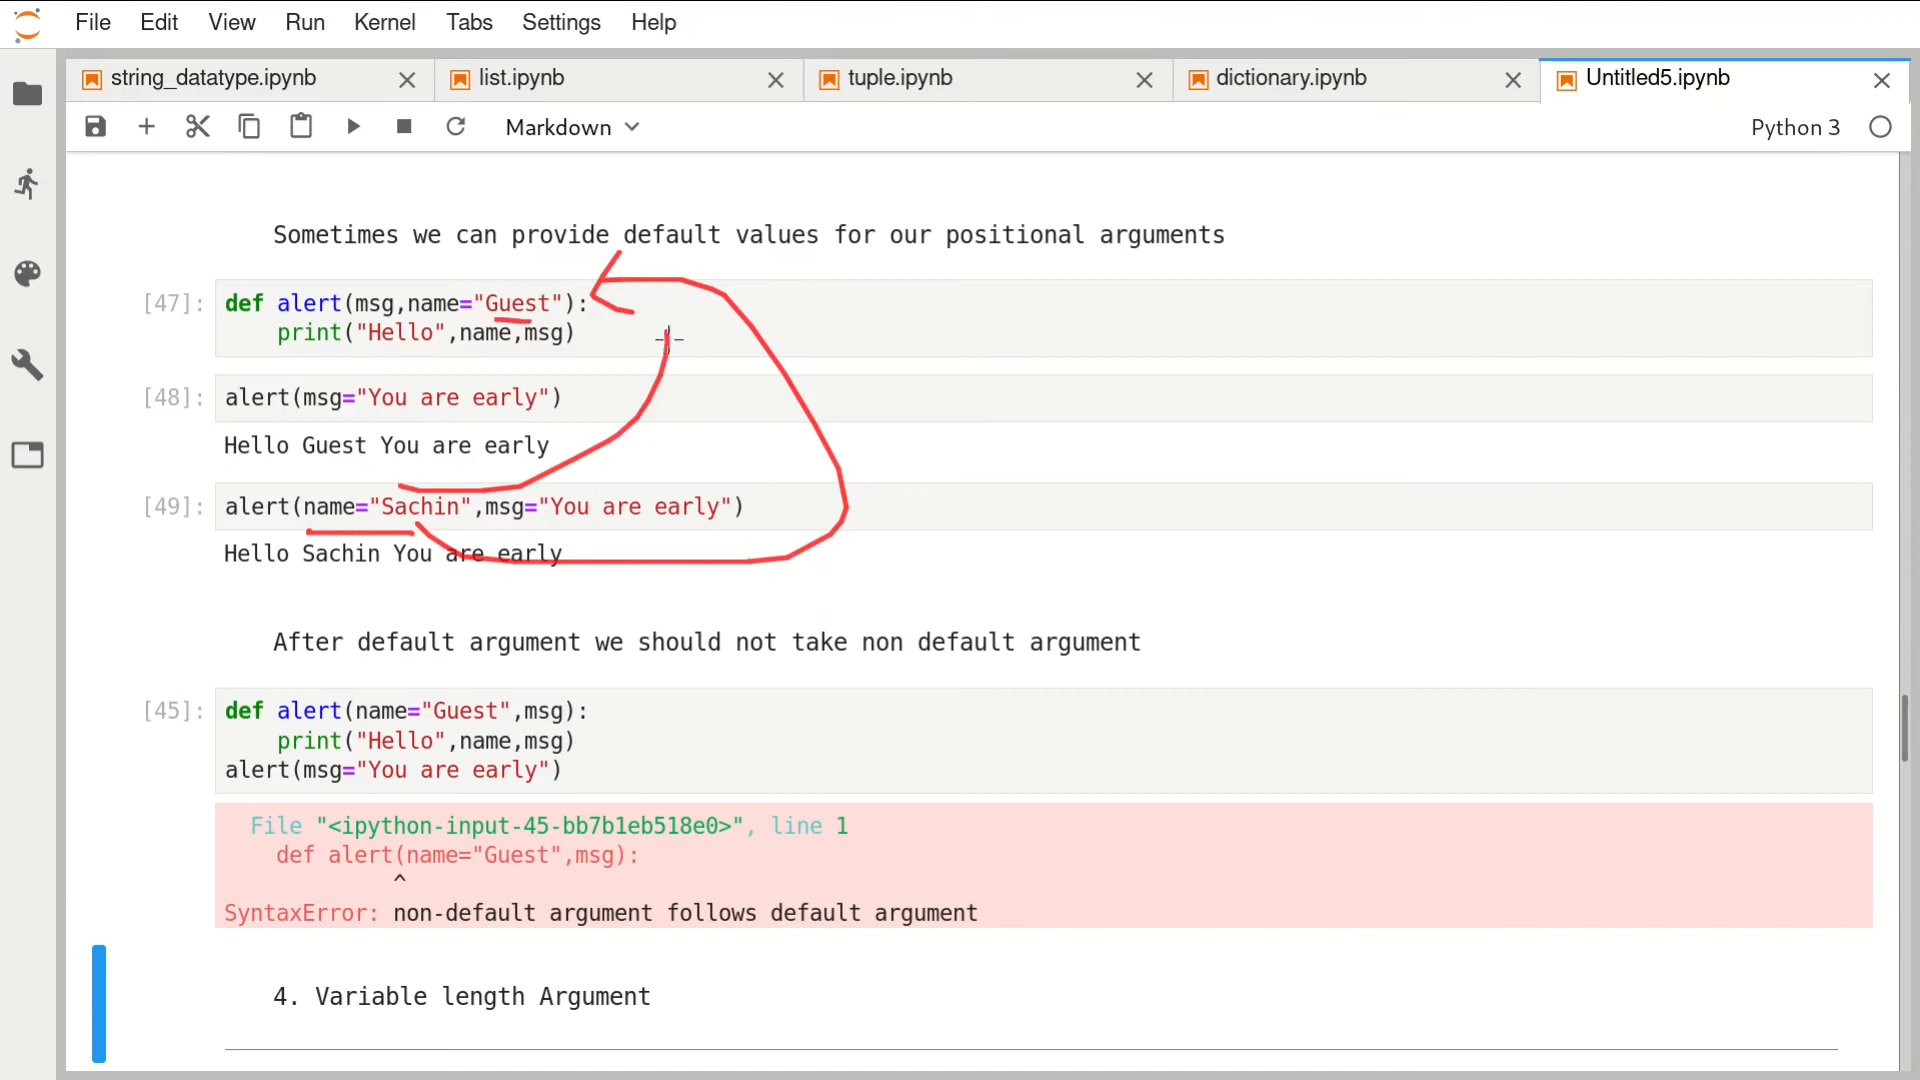 File Edit View Run Kernel Tabs Settings Help
string_datatype.ipynb list.ipynb tuple.ipynb dictionary.ipynb Untitled5.ipynb
Markdown Python 3
Sometimes we can provide default values for our positional arguments
[47]: def alert(msg,name="Guest"):
print("Hello",name,msg)
[48]: alert(msg="You are early")
Hello Guest You are early
[49]: alert(name="Sachin",msg="You are early")
Hello Sachin You are early
After default argument we should not take non default argument
[45]: def alert(name="Guest",msg):
print("Hello",name,msg)
alert(msg="You are early")
File "<ipython-input-45-bb7b1eb518e0>", line 1
def alert(name="Guest",msg):
^
SyntaxError: non-default argument follows default argument
4. Variable length Argument